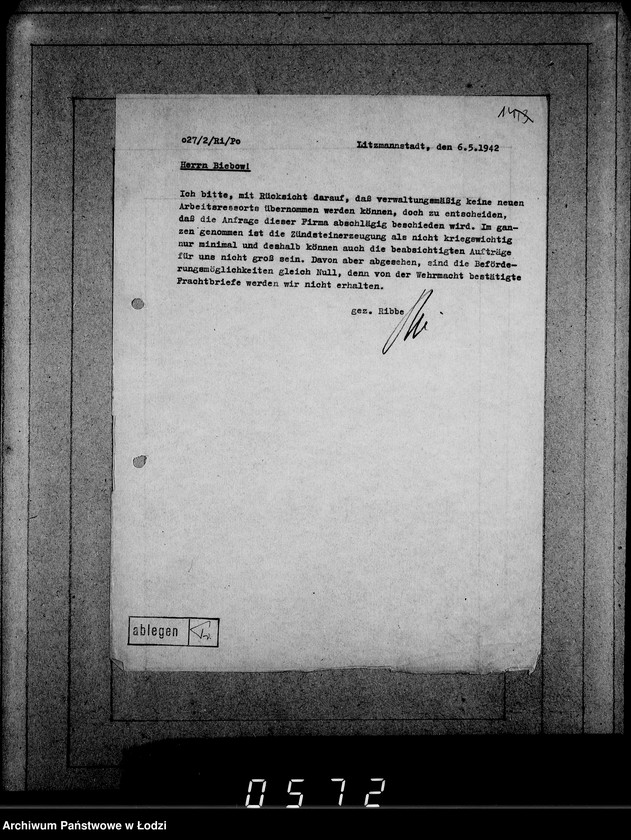 1413
o27/2/Ri/Po
Litzmannstadt, den 6.5.1942
Herrn Biebow!
Ich bitte, mit Rücksicht darauf, daß verwaltungsmäßig keine neuen
Arbeitsressorts übernommen werden können, doch zu entscheiden,
daß die Anfrage dieser Firma abschlägig beschieden wird. Im gan-
zen genommen ist die Zündsteinerzeugung als nicht kriegswichtig
nur minimal und deshalb können auch die beabsichtigten Aufträge
für uns nicht groß sein. Davon aber abgesehen, sind die Beförde-
rungsmöglichkeiten gleich Null, denn von der Wehrmacht bestätigte
Frachtbriefe werden wir nicht erhalten.
gez. Ribbe
ablegen
0572
Archiwum Państwowe w Łodzi